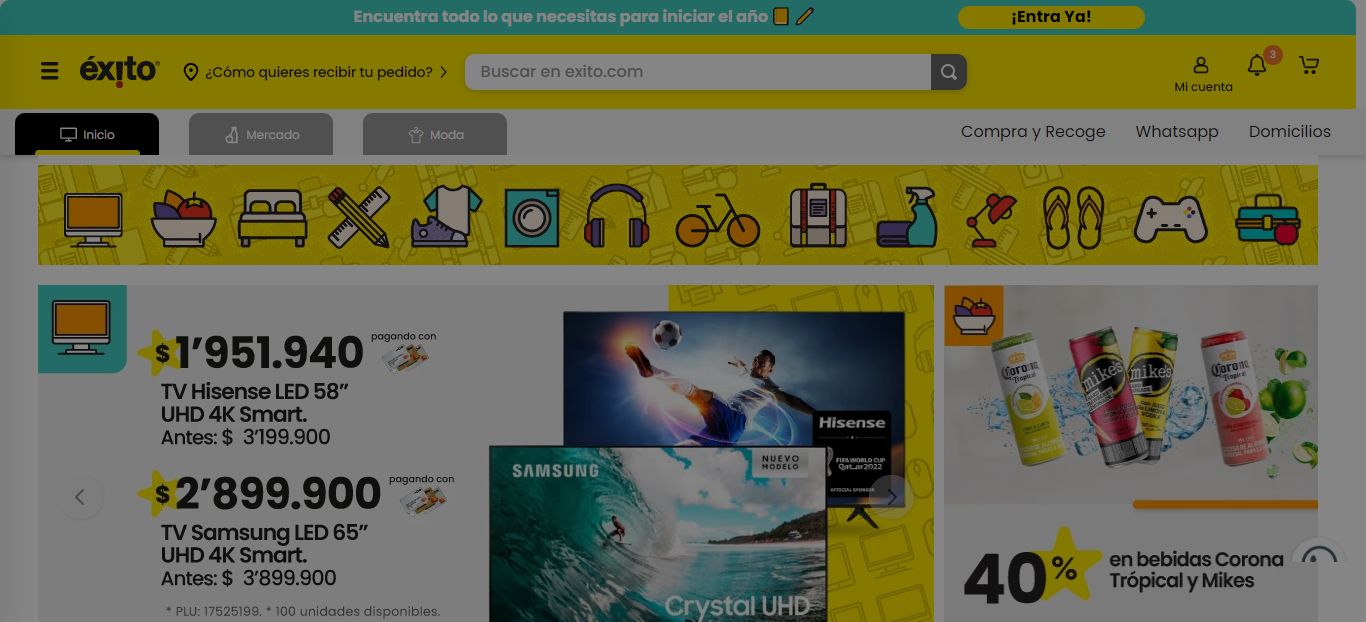 Encuentra todo lo que necesitas para iniciar el año
¡Entra Ya!
éxito
¿Cómo quieres recibir tu pedido?
Buscar en exito.com
3
Mi cuenta
Inicio
Mercado
Moda
Compra y Recoge
Whatsapp
Domicilios
$1’951.940
pagando con
TV Hisense LED 58”
UHD 4K Smart.
Antes: $ 3’199.900
$2’899.900
pagando con
TV Samsung LED 65”
UHD 4K Smart.
Antes: $ 3’899.900
* PLU: 17525199. * 100 unidades disponibles.
Hisense
FIFA WORLD CUP
Qatar2022
OFFICIAL SPONSOR
SAMSUNG
NUEVO
MODELO
Crystal UHD
Corona
Tropical
mike's
mike's
Corona
Tropical
40%
en bebidas Corona
Trópical y Mikes